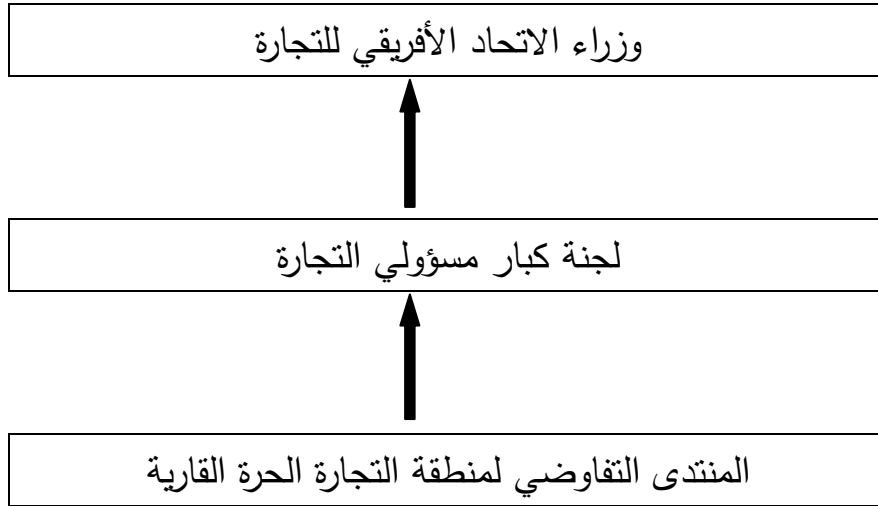 وزراء الاتحاد الأفريقي للتجارة
لجنة كبار مسؤولي التجارة
المنتدى التفاوضي لمنطقة التجارة الحرة القارية